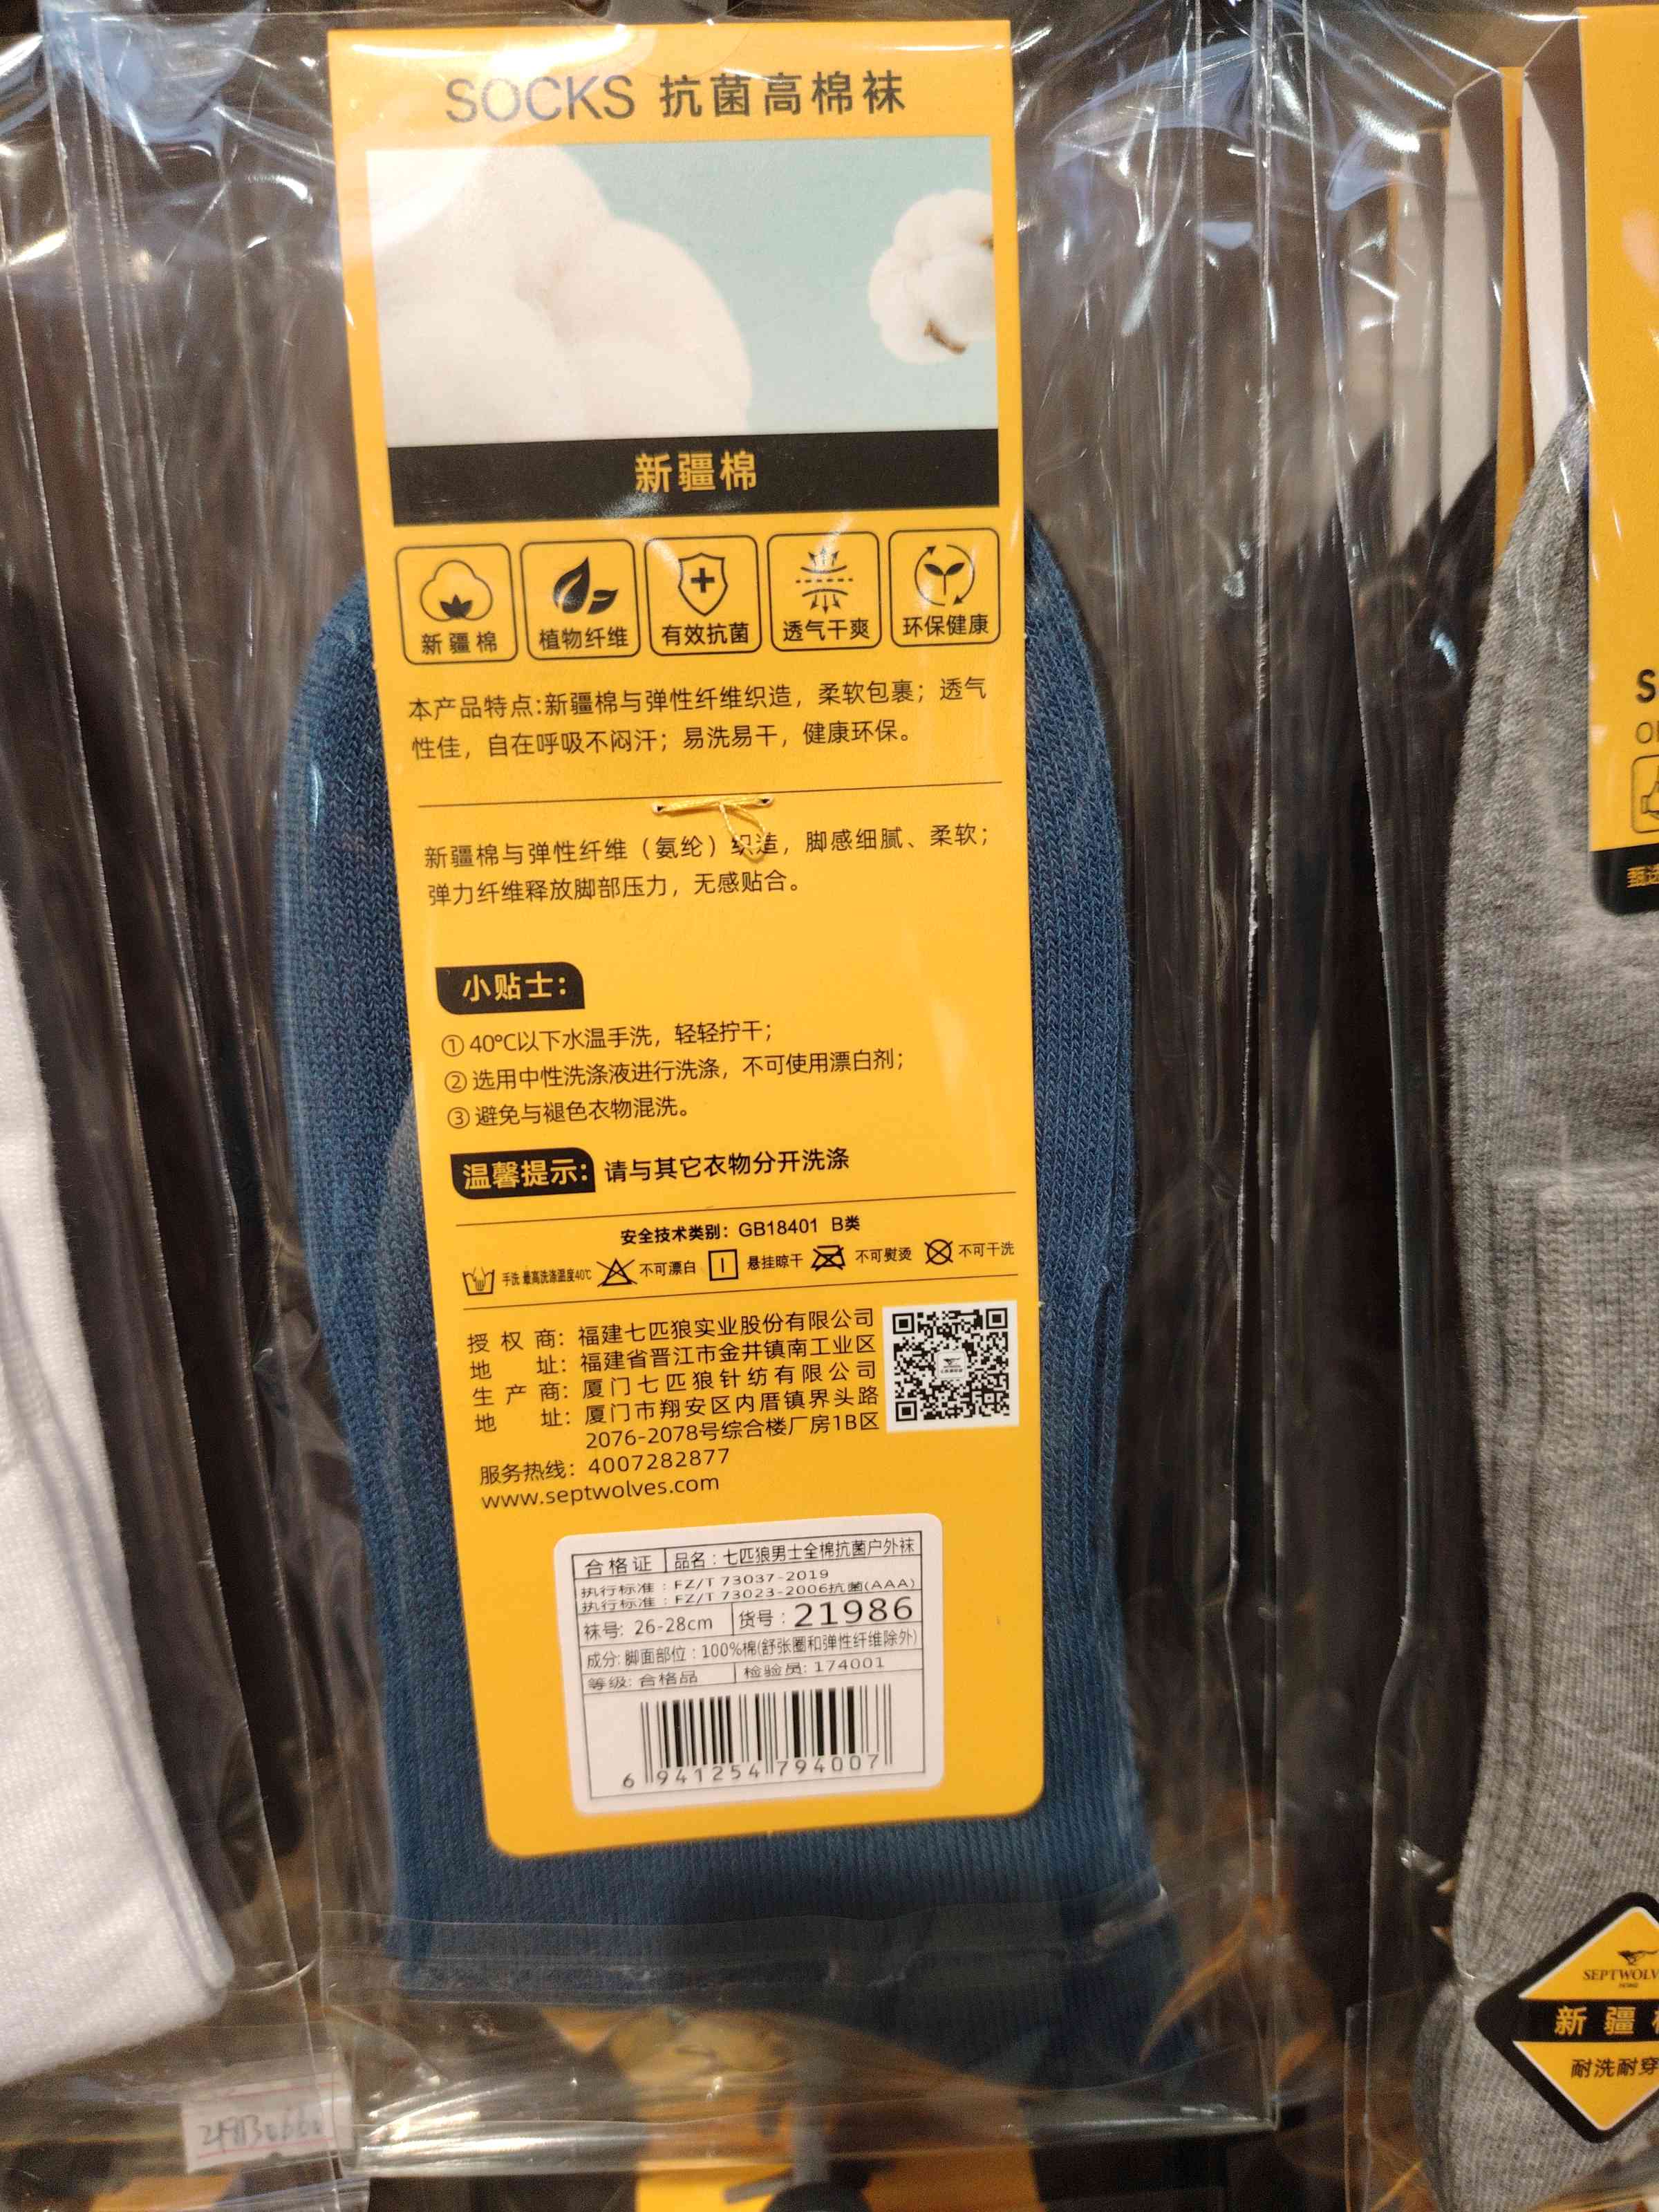 SOCKS 抗菌高棉袜
新疆棉
新疆棉
植物纤维
有效抗菌
透气干爽
环保健康
本产品特点:新疆棉与弹性纤维织造，柔软包裹；透气
性佳，自在呼吸不闷汗；易洗易干，健康环保。
新疆棉与弹性纤维（氨纶）织造，脚感细腻、柔软；
弹力纤维释放脚部压力，无感贴合。
小贴士：
① 40℃以下水温手洗，轻轻拧干；
② 选用中性洗涤液进行洗涤，不可使用漂白剂；
③ 避免与褪色衣物混洗。
温馨提示: 请与其它衣物分开洗涤
安全技术类别：GB18401 B类
手洗 最高洗涤温度40℃ 不可漂白 悬挂晾干 不可熨烫 不可干洗
授权商：福建七匹狼实业股份有限公司
地址：福建省晋江市金井镇南工业区
生产商：厦门七匹狼针纺有限公司
地址：厦门市翔安区内厝镇界头路
2076-2078号综合楼厂房1B区
服务热线：4007282877
www.septwolves.com
合格证 品名：七匹狼男士全棉抗菌户外袜
执行标准：FZ/T 73037-2019
执行标准：FZ/T 73023-2006抗菌(AAA)
袜号: 26-28cm 货号：21986
成分: 脚面部位：100%棉(舒张圈和弹性纤维除外)
等级: 合格品 检验员: 174001
6 941254 794007
SEPTWOLV
HOME
新疆
耐洗耐穿